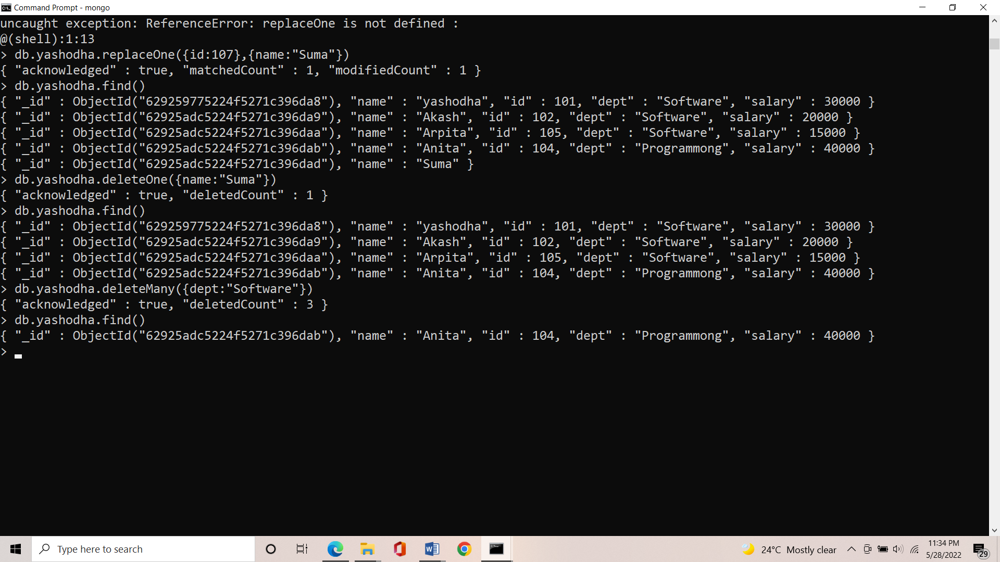 Command Prompt - mongo
uncaught exception: ReferenceError: replaceOne is not defined :
@(shell):1:13
> db.yashodha.replaceOne({id:107},{name:"Suma"})
{ "acknowledged" : true, "matchedCount" : 1, "modifiedCount" : 1 }
> db.yashodha.find()
{ "_id" : ObjectId("629259775224f5271c396da8"), "name" : "yashodha", "id" : 101, "dept" : "Software", "salary" : 30000 }
{ "_id" : ObjectId("62925adc5224f5271c396da9"), "name" : "Akash", "id" : 102, "dept" : "Software", "salary" : 20000 }
{ "_id" : ObjectId("62925adc5224f5271c396daa"), "name" : "Arpita", "id" : 105, "dept" : "Software", "salary" : 15000 }
{ "_id" : ObjectId("62925adc5224f5271c396dab"), "name" : "Anita", "id" : 104, "dept" : "Programmong", "salary" : 40000 }
{ "_id" : ObjectId("62925adc5224f5271c396dad"), "name" : "Suma" }
> db.yashodha.deleteOne({name:"Suma"})
{ "acknowledged" : true, "deletedCount" : 1 }
> db.yashodha.find()
{ "_id" : ObjectId("629259775224f5271c396da8"), "name" : "yashodha", "id" : 101, "dept" : "Software", "salary" : 30000 }
{ "_id" : ObjectId("62925adc5224f5271c396da9"), "name" : "Akash", "id" : 102, "dept" : "Software", "salary" : 20000 }
{ "_id" : ObjectId("62925adc5224f5271c396daa"), "name" : "Arpita", "id" : 105, "dept" : "Software", "salary" : 15000 }
{ "_id" : ObjectId("62925adc5224f5271c396dab"), "name" : "Anita", "id" : 104, "dept" : "Programmong", "salary" : 40000 }
> db.yashodha.deleteMany({dept:"Software"})
{ "acknowledged" : true, "deletedCount" : 3 }
> db.yashodha.find()
{ "_id" : ObjectId("62925adc5224f5271c396dab"), "name" : "Anita", "id" : 104, "dept" : "Programmong", "salary" : 40000 }
>
Type here to search
24°C Mostly clear
11:34 PM
5/28/2022
29